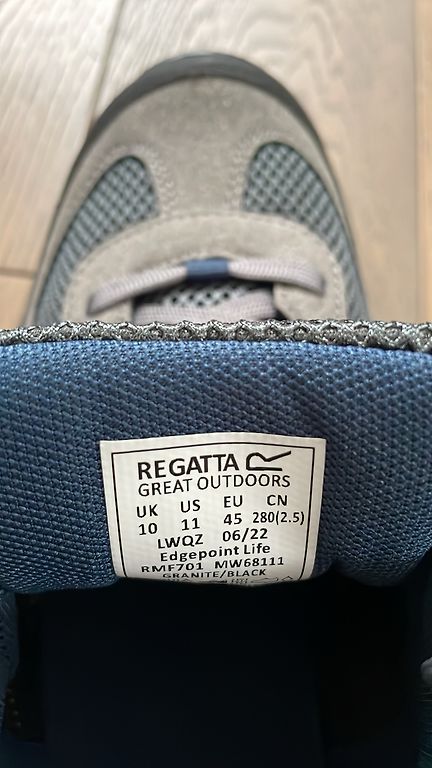 REGATTA
GREAT OUTDOORS
UK US EU CN
10 11 45 280(2.5)
LWQZ 06/22
Edgepoint Life
RMF701 MW68111
GRANITE/BLACK